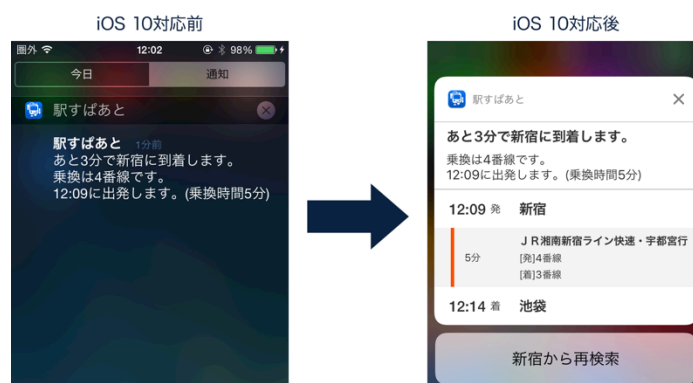 iOS 10対応前
iOS 10対応後
圏外 12:02 98%
今日 通知
駅すぱあと
駅すぱあと 1分前
あと3分で新宿に到着します。
乗換は4番線です。
12:09に出発します。(乗換時間5分)
駅すぱあと
あと3分で新宿に到着します。
乗換は4番線です。
12:09に出発します。(乗換時間5分)
12:09 発 新宿
ＪＲ湘南新宿ライン快速・宇都宮行
5分 [発]4番線
[着]3番線
12:14 着 池袋
新宿から再検索